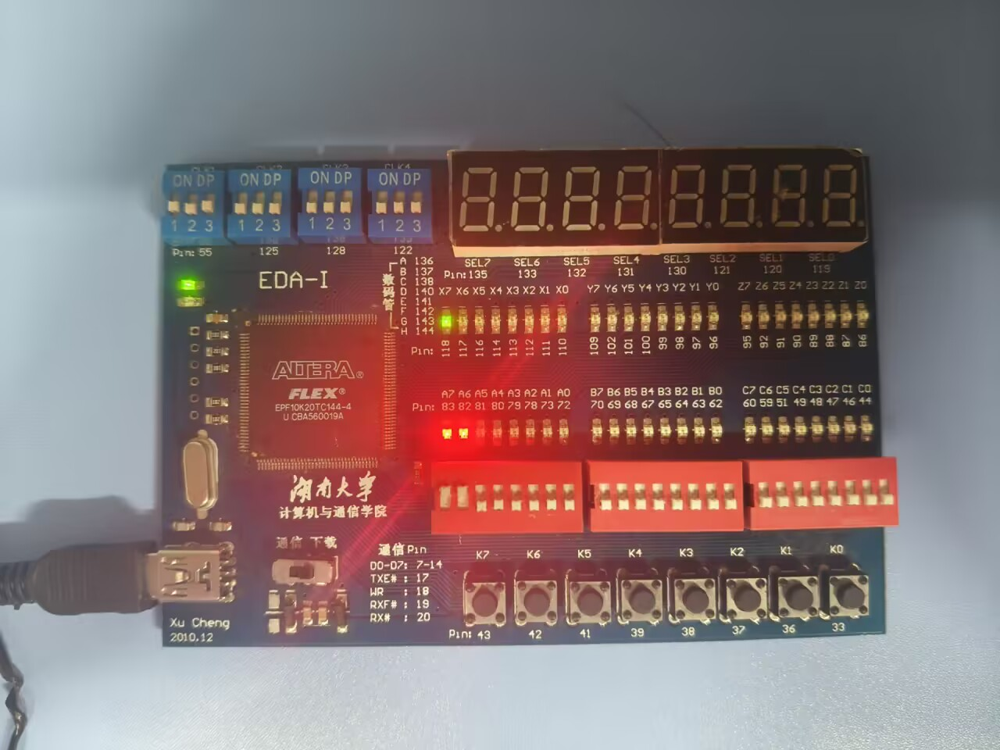 ON DP ON DP ON DP ON DP
1 2 3 1 2 3 1 2 3 1 2 3
Pin: 55 125 128 122
EDA-I
数码管
A 136
B 137
C 138
D 140
E 141
F 142
G 143
H 144
SEL7 SEL6 SEL5 SEL4 SEL3 SEL2 SEL1 SEL0
Pin:135 133 132 131 130 121 120 119
X7 X6 X5 X4 X3 X2 X1 X0 Y7 Y6 Y5 Y4 Y3 Y2 Y1 Y0 Z7 Z6 Z5 Z4 Z3 Z2 Z1 Z0
Pin: 118 117 116 114 113 112 111 110 109 102 101 100 99 98 97 96 95 92 91 90 89 88 87 86
ALTERA®
FLEX®
EPF10K20TC144-4
U CBA560019A
A7 A6 A5 A4 A3 A2 A1 A0 B7 B6 B5 B4 B3 B2 B1 B0 C7 C6 C5 C4 C3 C2 C1 C0
Pin: 83 82 81 80 79 78 73 72 70 69 68 67 65 64 63 62 60 59 51 49 48 47 46 44
湖南大学
计算机与通信学院
通信 下载
通信Pin
D0-D7: 7-14
TXE# : 17
WR : 18
RXF# : 19
RX# : 20
K7 K6 K5 K4 K3 K2 K1 K0
Pin: 43 42 41 39 38 37 36 33
Xu Cheng
2010.12